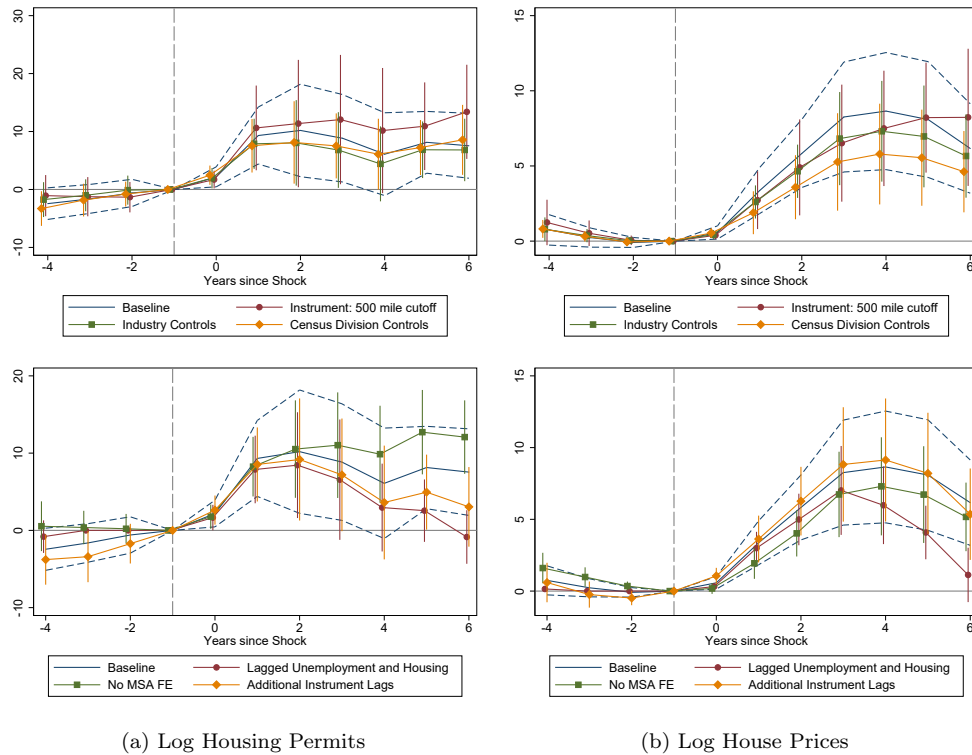 30
20
10
0
-10
-4
-2
0
2
4
6
Years since Shock
Baseline
Instrument: 500 mile cutoff
Industry Controls
Census Division Controls
15
10
5
0
-4
-2
0
2
4
6
Years since Shock
Baseline
Instrument: 500 mile cutoff
Industry Controls
Census Division Controls
20
10
0
-10
-4
-2
0
2
4
6
Years since Shock
Baseline
Lagged Unemployment and Housing
No MSA FE
Additional Instrument Lags
15
10
5
0
-4
-2
0
2
4
6
Years since Shock
Baseline
Lagged Unemployment and Housing
No MSA FE
Additional Instrument Lags
(a) Log Housing Permits
(b) Log House Prices